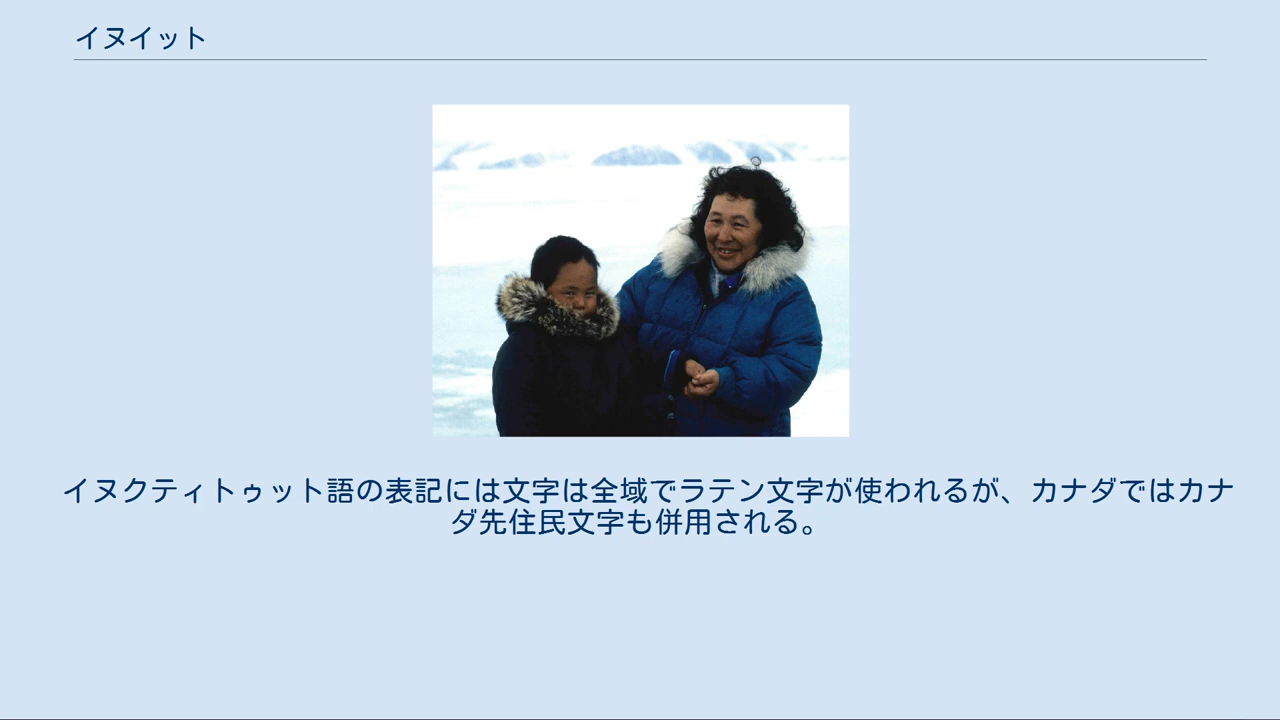 イヌイット
イヌクティトゥット語の表記には文字は全域でラテン文字が使われるが、カナダではカナ
ダ先住民文字も併用される。